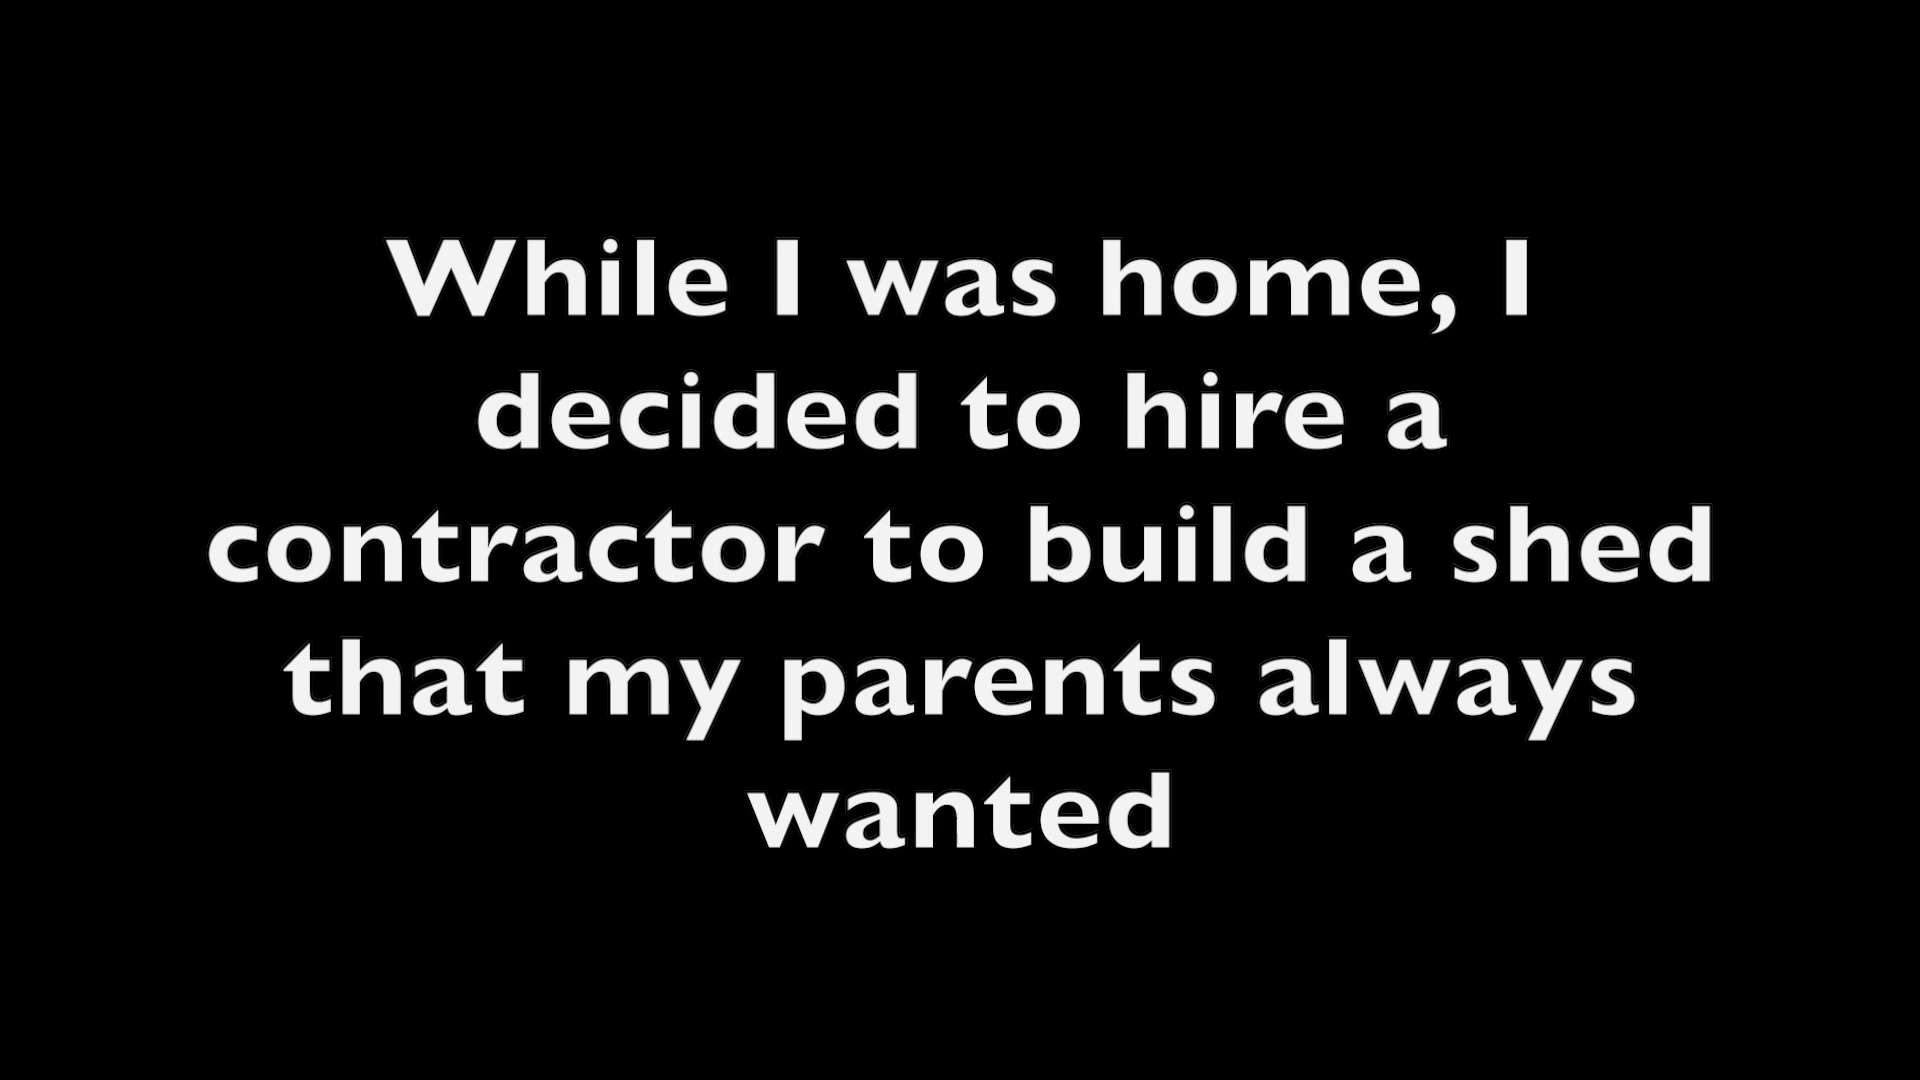 While I was home, I
decided to hire a
contractor to build a shed
that my parents always
wanted